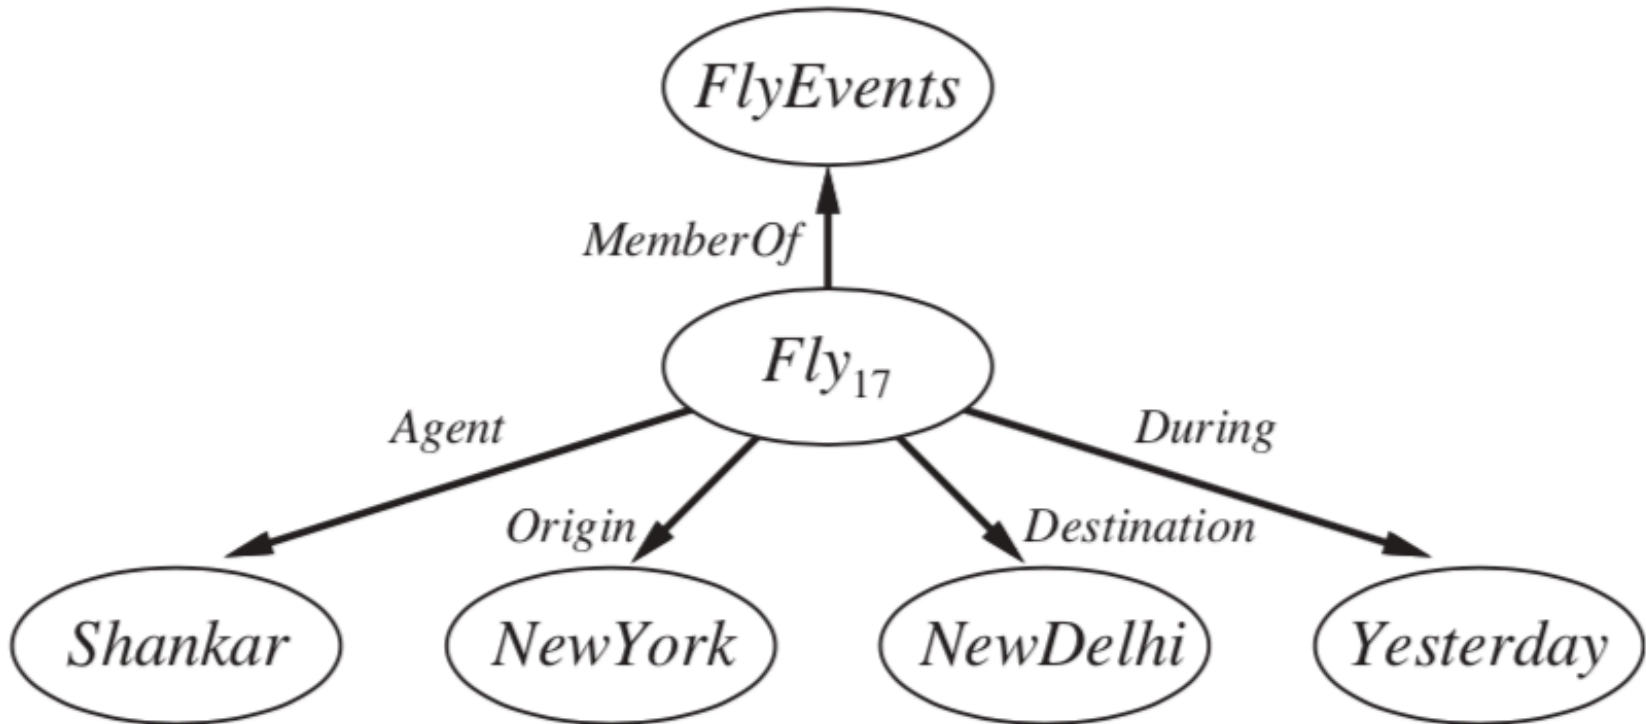 FlyEvents
MemberOf
Fly₁₇
Agent
During
Origin
Destination
Shankar
NewYork
NewDelhi
Yesterday